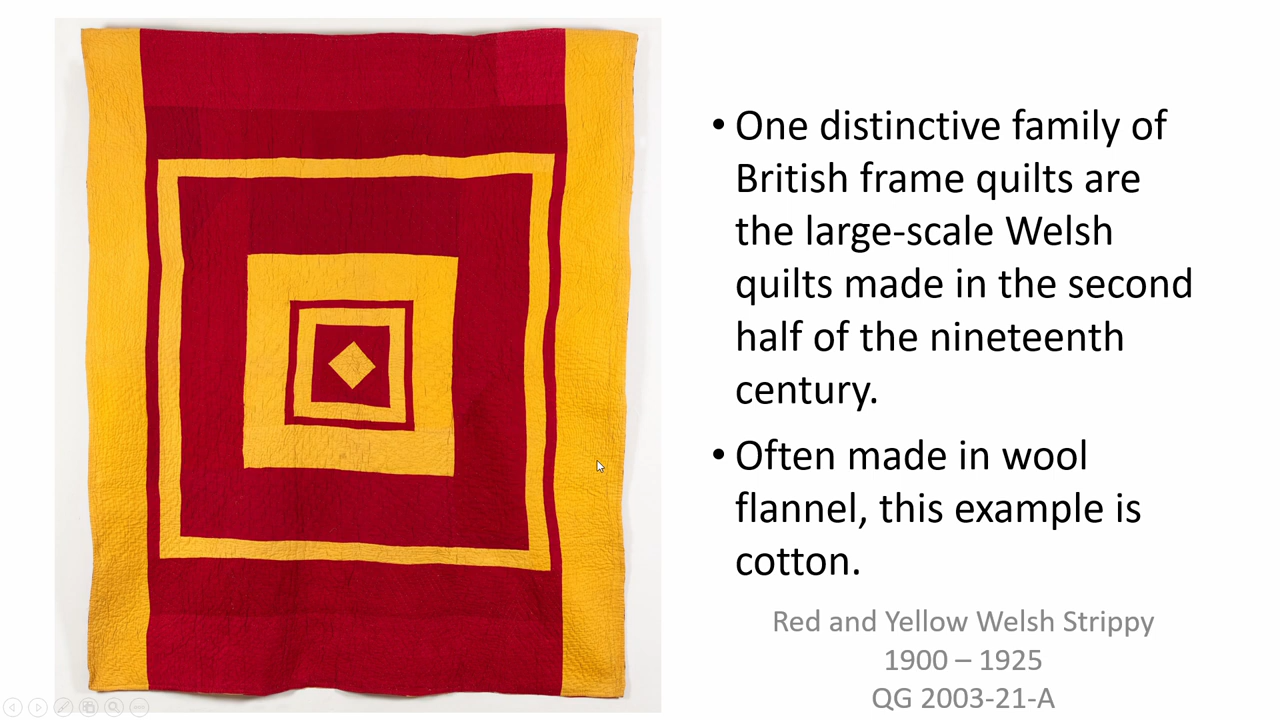 • One distinctive family of
British frame quilts are
the large-scale Welsh
quilts made in the second
half of the nineteenth
century.
• Often made in wool
flannel, this example is
cotton.
Red and Yellow Welsh Strippy
1900 – 1925
QG 2003-21-A